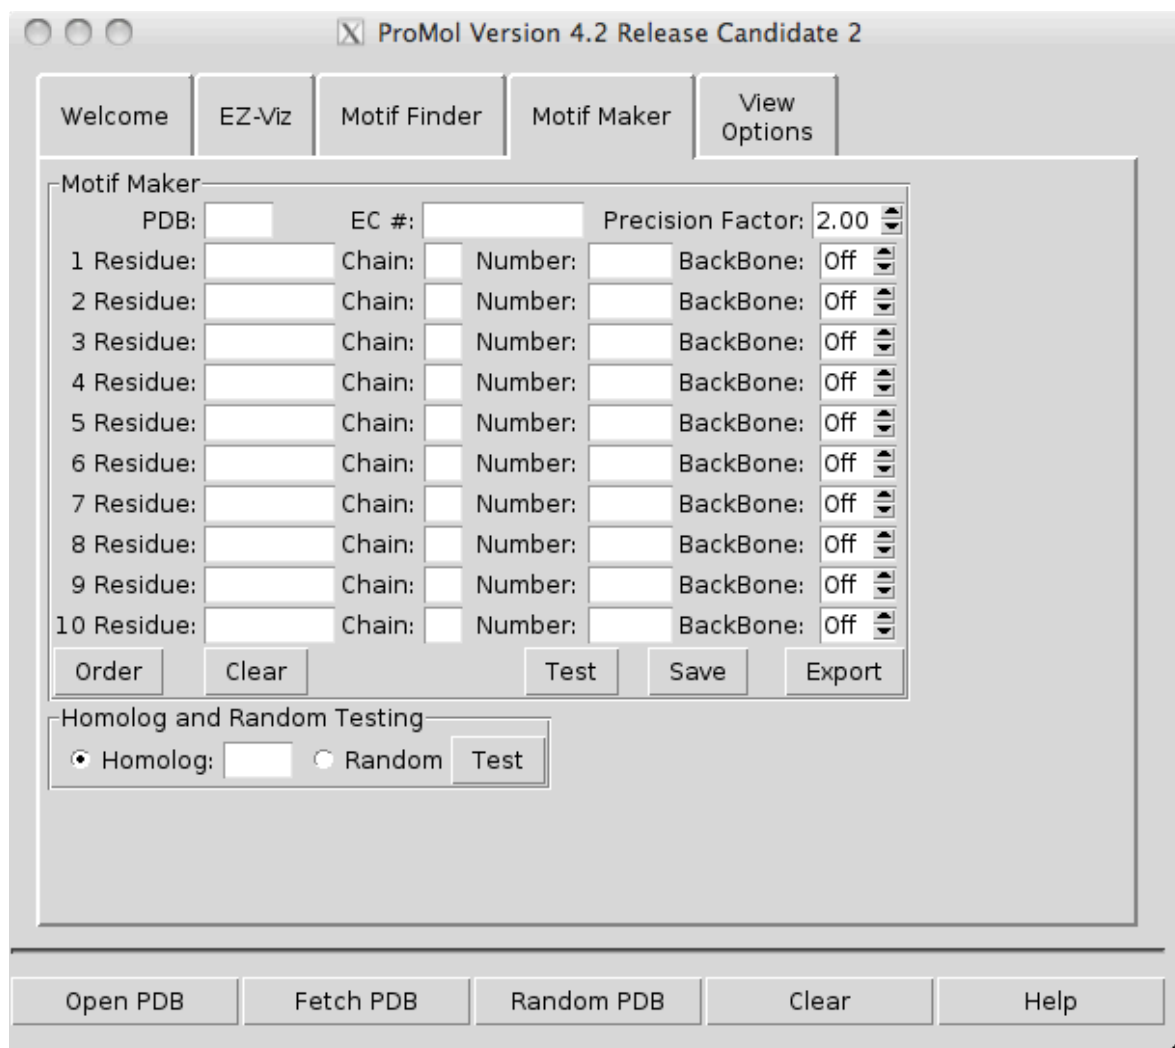 ProMol Version 4.2 Release Candidate 2
Welcome EZ-Viz Motif Finder Motif Maker View Options
Motif Maker
PDB: EC #: Precision Factor: 2.00
1 Residue: Chain: Number: BackBone: Off
2 Residue: Chain: Number: BackBone: Off
3 Residue: Chain: Number: BackBone: Off
4 Residue: Chain: Number: BackBone: Off
5 Residue: Chain: Number: BackBone: Off
6 Residue: Chain: Number: BackBone: Off
7 Residue: Chain: Number: BackBone: Off
8 Residue: Chain: Number: BackBone: Off
9 Residue: Chain: Number: BackBone: Off
10 Residue: Chain: Number: BackBone: Off
Order Clear Test Save Export
Homolog and Random Testing
Homolog: Random Test
Open PDB Fetch PDB Random PDB Clear Help